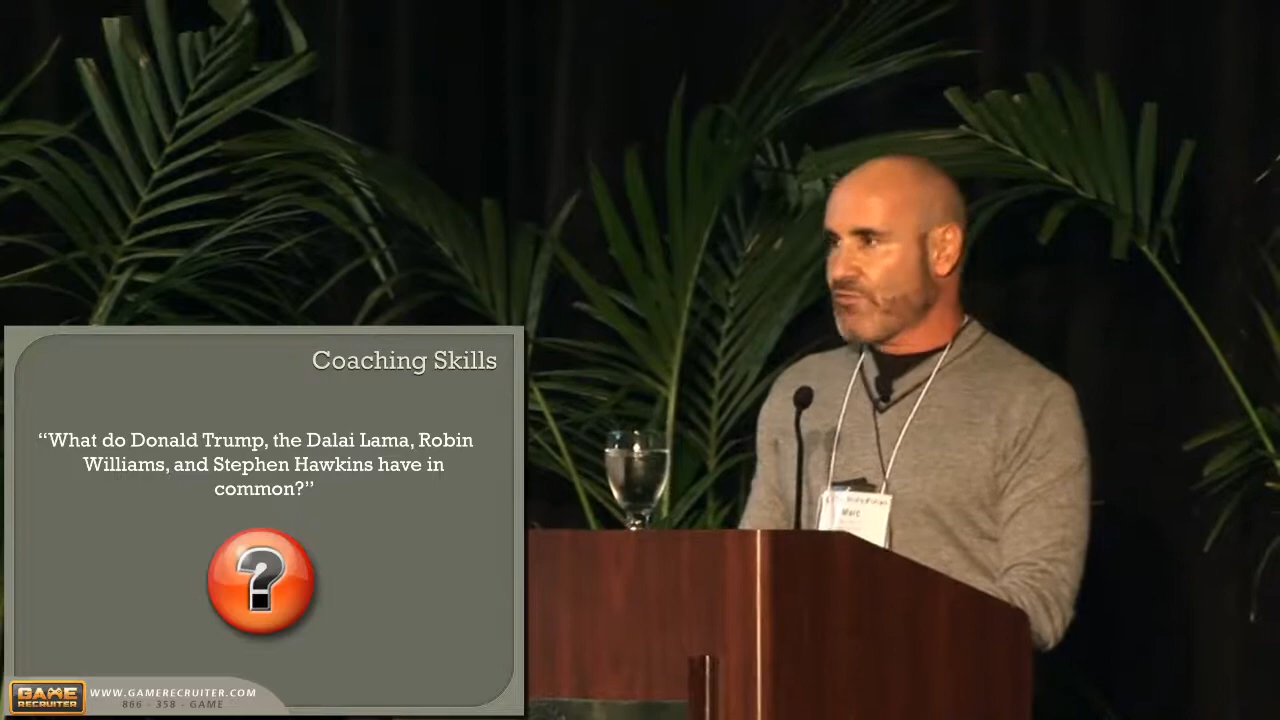 Coaching Skills
“What do Donald Trump, the Dalai Lama, Robin
Williams, and Stephen Hawkins have in
common?”
?
GAME
RECRUITER
WWW.GAMERECRUITER.COM
866 - 358 - GAME
Marc